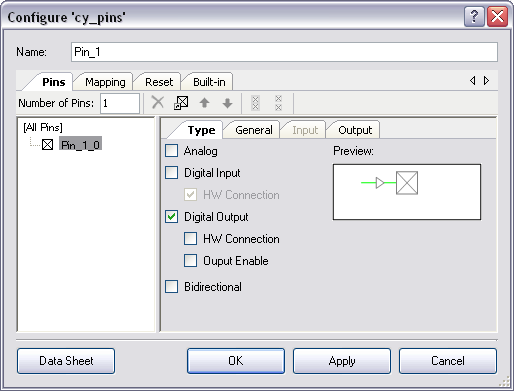 Configure 'cy_pins'
Name: Pin_1
Pins Mapping Reset Built-in
Number of Pins: 1
[All Pins]
Pin_1_0
Type General Input Output
Analog
Preview:
Digital Input
HW Connection
Digital Output
HW Connection
Ouput Enable
Bidirectional
Data Sheet OK Apply Cancel